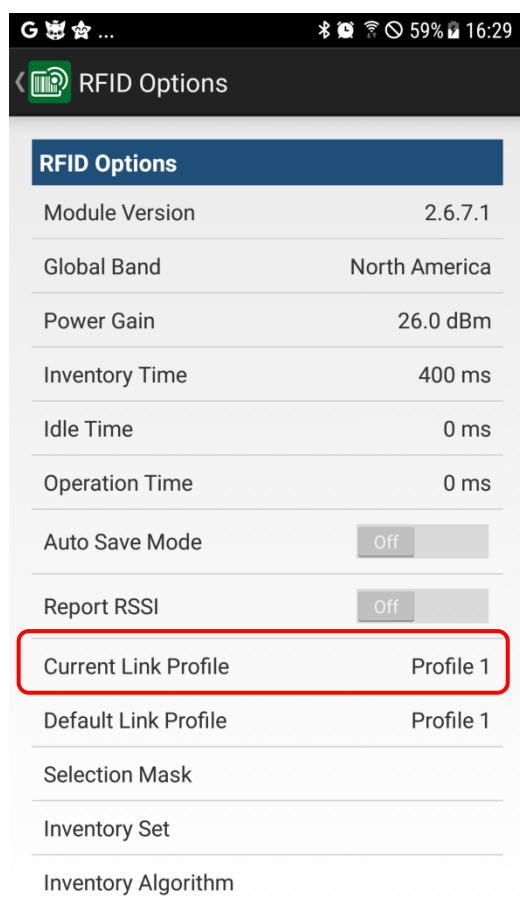 G ... 59% 16:29
RFID Options
RFID Options
Module Version 2.6.7.1
Global Band North America
Power Gain 26.0 dBm
Inventory Time 400 ms
Idle Time 0 ms
Operation Time 0 ms
Auto Save Mode Off
Report RSSI Off
Current Link Profile Profile 1
Default Link Profile Profile 1
Selection Mask
Inventory Set
Inventory Algorithm